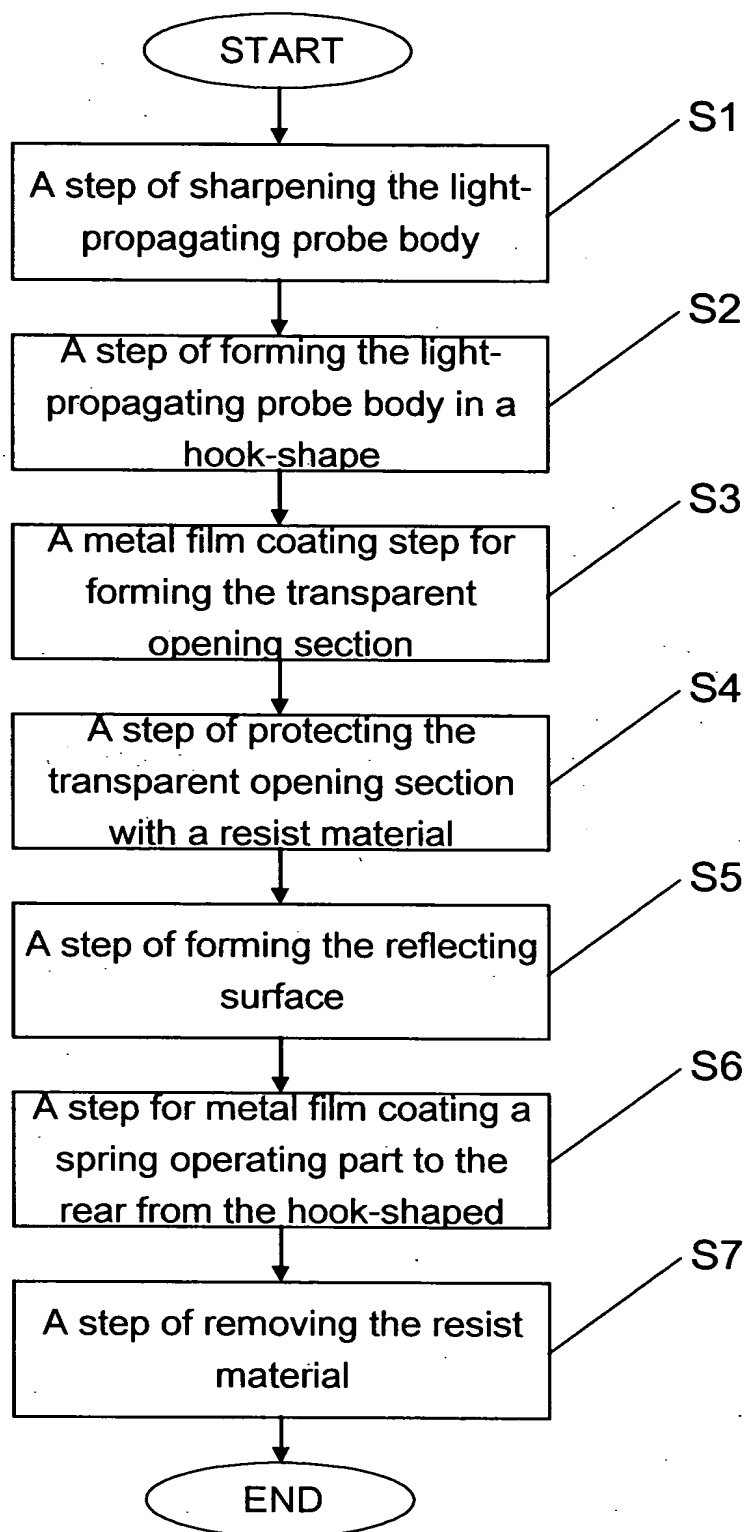 START
S1
A step of sharpening the light-
propagating probe body
S2
A step of forming the light-
propagating probe body in a
hook-shape
S3
A metal film coating step for
forming the transparent
opening section
S4
A step of protecting the
transparent opening section
with a resist material
S5
A step of forming the reflecting
surface
S6
A step for metal film coating a
spring operating part to the
rear from the hook-shaped
S7
A step of removing the resist
material
END